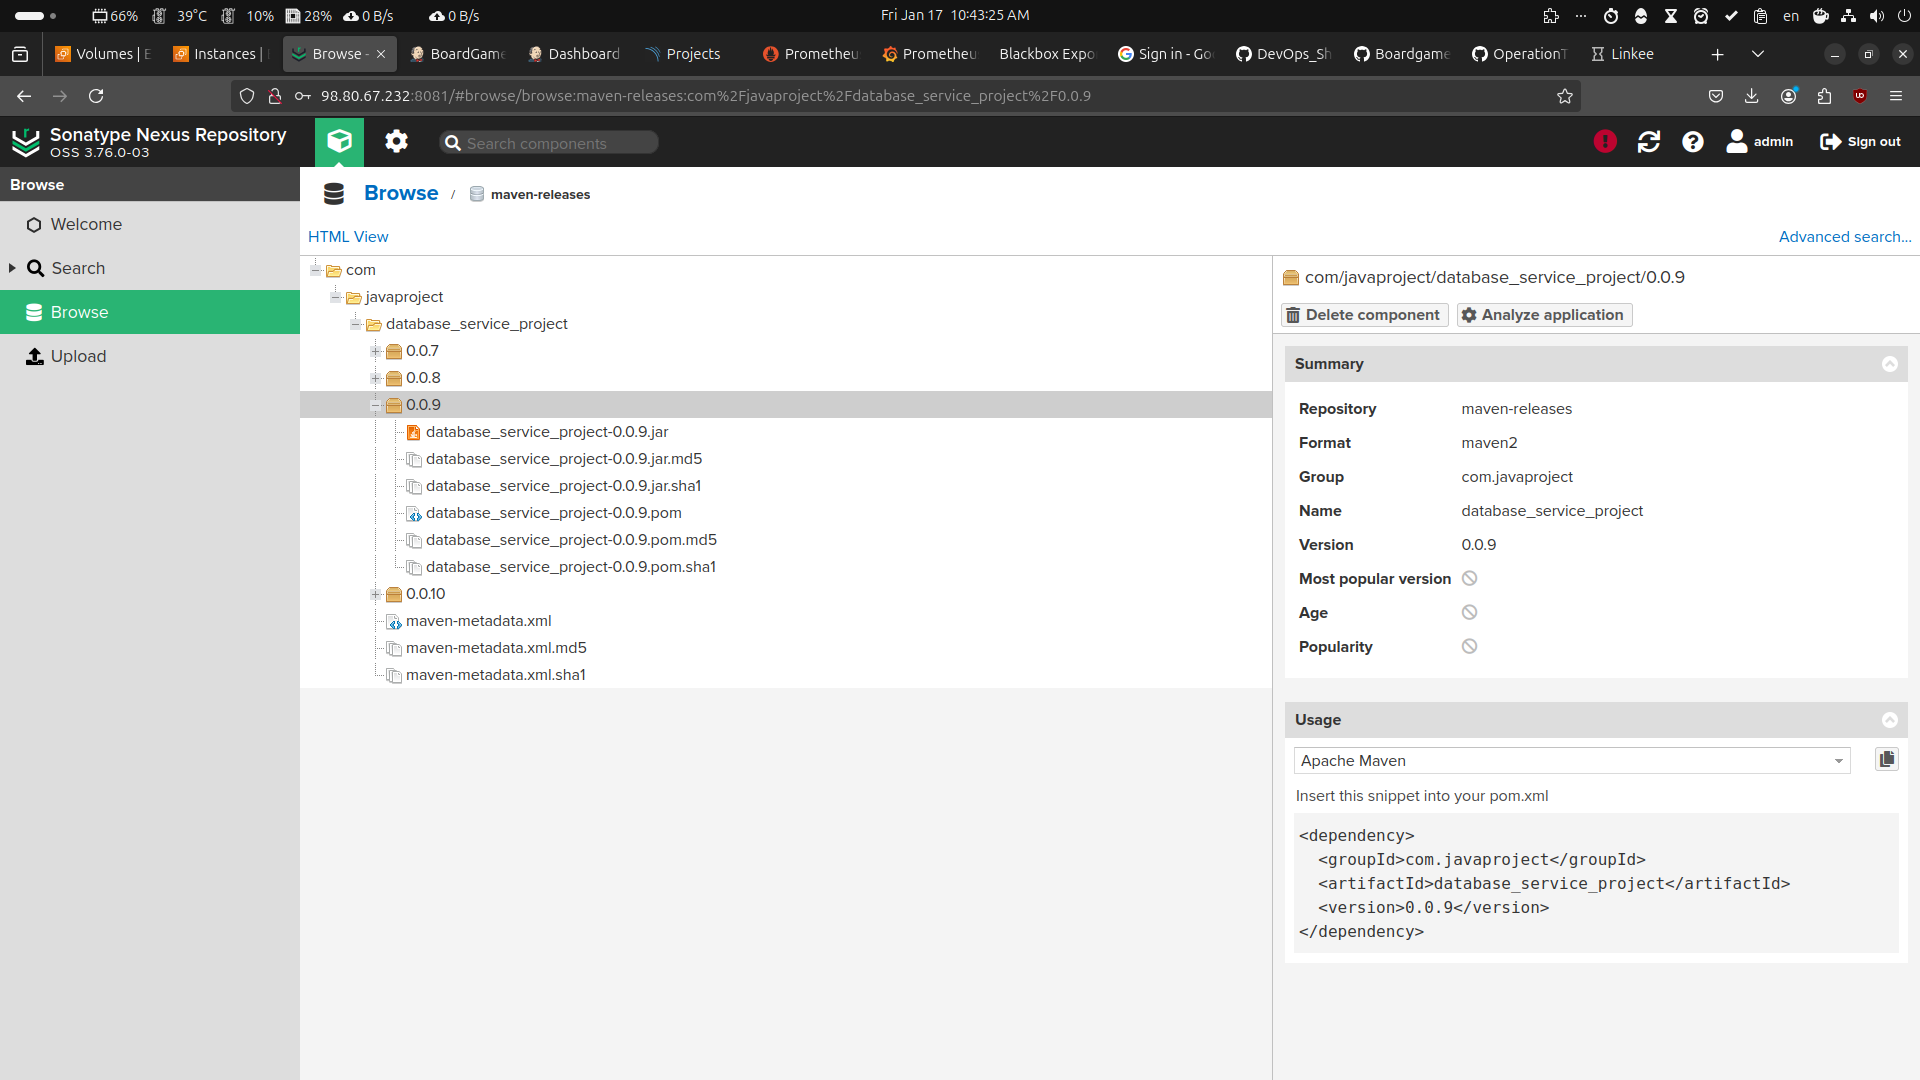 66% 39°C 10% 28% 0 B/s 0 B/s Fri Jan 17 10:43:25 AM en
Volumes | E Instances | Browse - BoardGame Dashboard Projects Prometheu Prometheu Blackbox Expo Sign in - Go DevOps_Sh Boardgame OperationT Linkee
98.80.67.232:8081/#browse/browse:maven-releases:com%2Fjavaproject%2Fdatabase_service_project%2F0.0.9
Sonatype Nexus Repository
OSS 3.76.0-03
Search components
admin
Sign out
Browse
Welcome
Search
Browse
Upload
Browse / maven-releases
HTML View
Advanced search...
com
javaproject
database_service_project
0.0.7
0.0.8
0.0.9
database_service_project-0.0.9.jar
database_service_project-0.0.9.jar.md5
database_service_project-0.0.9.jar.sha1
database_service_project-0.0.9.pom
database_service_project-0.0.9.pom.md5
database_service_project-0.0.9.pom.sha1
0.0.10
maven-metadata.xml
maven-metadata.xml.md5
maven-metadata.xml.sha1
com/javaproject/database_service_project/0.0.9
Delete component
Analyze application
Summary
Repository maven-releases
Format maven2
Group com.javaproject
Name database_service_project
Version 0.0.9
Most popular version
Age
Popularity
Usage
Apache Maven
Insert this snippet into your pom.xml
<dependency>
<groupId>com.javaproject</groupId>
<artifactId>database_service_project</artifactId>
<version>0.0.9</version>
</dependency>